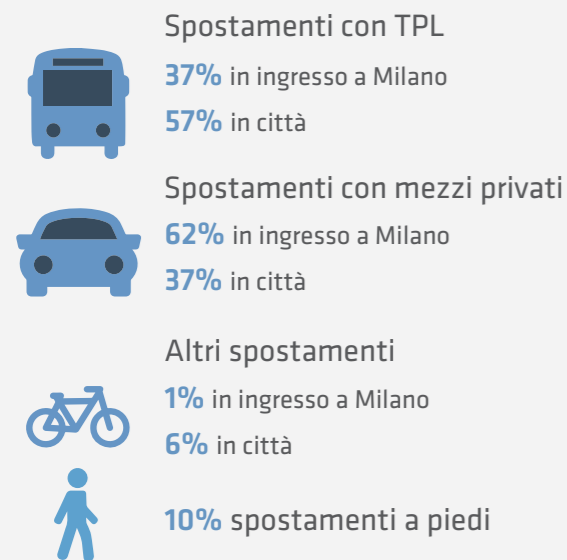 Spostamenti con TPL
37% in ingresso a Milano
57% in città
Spostamenti con mezzi privati
62% in ingresso a Milano
37% in città
Altri spostamenti
1% in ingresso a Milano
6% in città
10% spostamenti a piedi